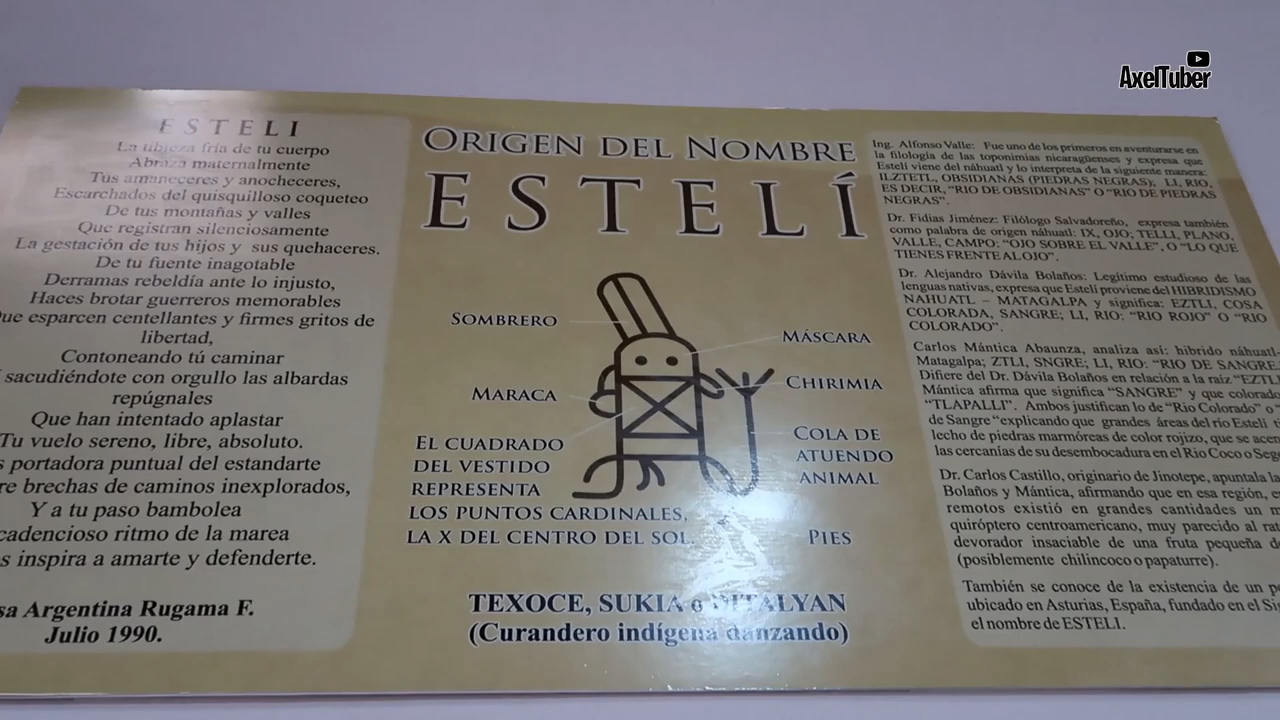 AxelTuber
ESTELI
La tibieza fría de tu cuerpo
Abraza maternalmente
Tus amaneceres y anocheceres,
Escarchados del quisquilloso coqueteo
De tus montañas y valles
Que registran silenciosamente
La gestación de tus hijos y sus quehaceres.
De tu fuente inagotable
Derramas rebeldía ante lo injusto,
Haces brotar guerreros memorables
que esparcen centellantes y firmes gritos de
libertad,
Contoneando tú caminar
sacudiéndote con orgullo las albardas
repúgnales
Que han intentado aplastar
Tu vuelo sereno, libre, absoluto.
portadora puntual del estandarte
brechas de caminos inexplorados,
Y a tu paso bambolea
cadencioso ritmo de la marea
inspira a amarte y defenderte.
Argentina Rugama F.
Julio 1990.
ORIGEN DEL NOMBRE
ESTELÍ
SOMBRERO
MÁSCARA
MARACA
CHIRIMIA
EL CUADRADO
DEL VESTIDO
REPRESENTA
LOS PUNTOS CARDINALES,
LA X DEL CENTRO DEL SOL.
COLA DE
ATUENDO
ANIMAL
PIES
TEXOCE, SUKIA o DITALYAN
(Curandero indígena danzando)
Ing. Alfonso Valle: Fue uno de los primeros en aventurarse en
la filología de las toponimias nicaragüenses y expresa que
Estelí viene del náhuatl y lo interpreta de la siguiente manera:
ILZTETL, OBSIDIANAS (PIEDRAS NEGRAS); LI, RIO,
ES DECIR, "RIO DE OBSIDIANAS" O "RIO DE PIEDRAS
NEGRAS".
Dr. Fidias Jiménez: Filólogo Salvadoreño, expresa también
como palabra de origen náhuatl: IX, OJO; TELLI, PLANO,
VALLE, CAMPO: "OJO SOBRE EL VALLE", O "LO QUE
TIENES FRENTE AL OJO".
Dr. Alejandro Dávila Bolaños: Legítimo estudioso de las
lenguas nativas, expresa que Estelí proviene del HIBRIDISMO
NAHUATL – MATAGALPA y significa: EZTLI, COSA
COLORADA, SANGRE; LI, RIO: "RIO ROJO" O "RIO
COLORADO".
Carlos Mántica Abaunza, analiza así: hibrido náhuatl-
Matagalpa; ZTLI, SNGRE; LI, RIO: "RIO DE SANGRE
Difiere del Dr. Dávila Bolaños en relación a la raíz "EZTL
Mántica afirma que significa "SANGRE" y que colorado
"TLAPALLI". Ambos justifican lo de "Rio Colorado" o
de Sangre "explicando que grandes áreas del rio Estelí
lecho de piedras marmóreas de color rojizo, que se
las cercanías de su desembocadura en el Rio Coco o
Dr. Carlos Castillo, originario de Jinotepe, apuntala
Bolaños y Mántica, afirmando que en esa región,
remotos existió en grandes cantidades un
quiróptero centroamericano, muy parecido al
devorador insaciable de una fruta pequeña
(posiblemente chilincoco o papaturre).
También se conoce de la existencia de un
ubicado en Asturias, España, fundado en el
el nombre de ESTELI.